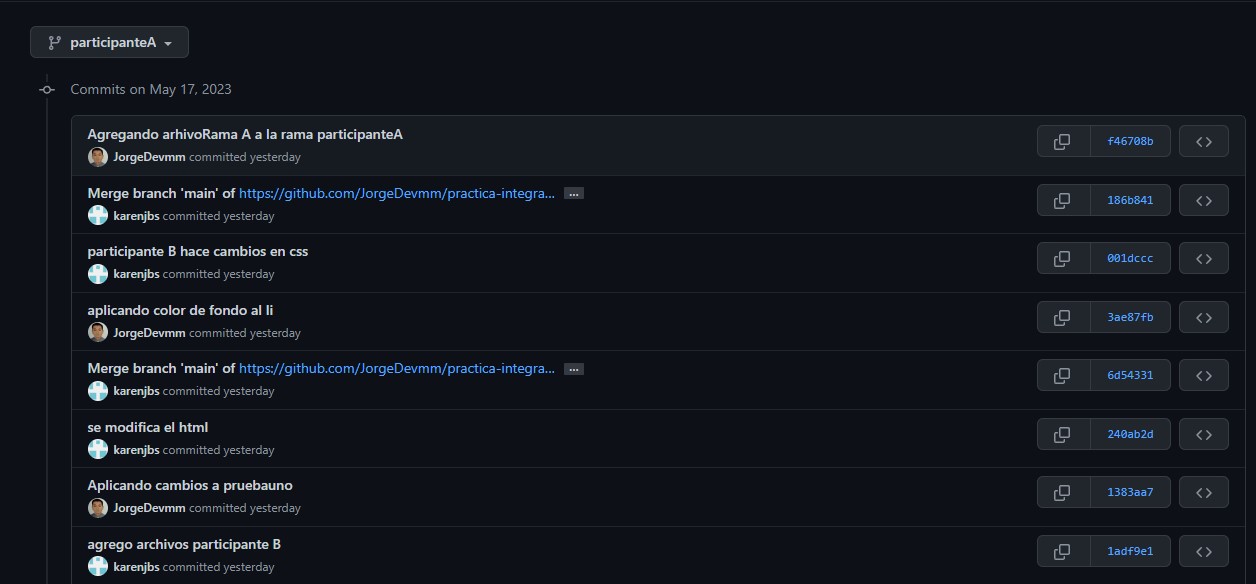 participanteA
Commits on May 17, 2023
Agregando arhivoRama A a la rama participanteA
JorgeDevmm committed yesterday
f46708b
Merge branch 'main' of https://github.com/JorgeDevmm/practica-integra... …
karenjbs committed yesterday
186b841
participante B hace cambios en css
karenjbs committed yesterday
001dccc
aplicando color de fondo al li
JorgeDevmm committed yesterday
3ae87fb
Merge branch 'main' of https://github.com/JorgeDevmm/practica-integra... …
karenjbs committed yesterday
6d54331
se modifica el html
karenjbs committed yesterday
240ab2d
Aplicando cambios a pruebauno
JorgeDevmm committed yesterday
1383aa7
agrego archivos participante B
karenjbs committed yesterday
1adf9e1